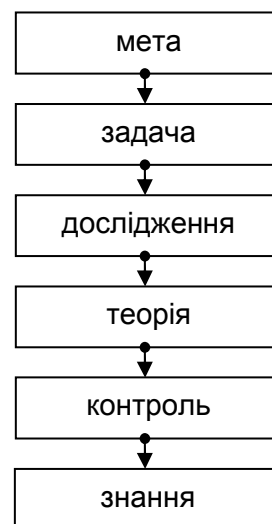 мета
задача
дослідження
теорія
контроль
знання